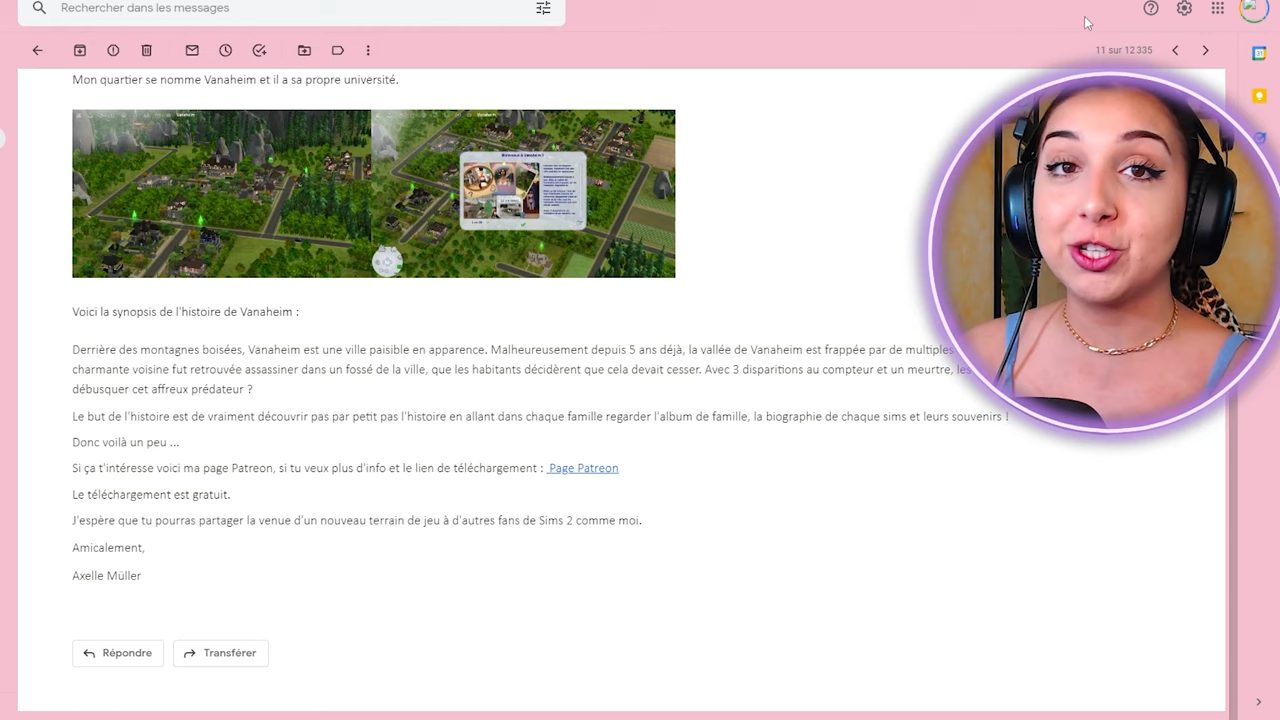 Rechercher dans les messages
11 sur 12 335
Mon quartier se nomme Vanaheim et il a sa propre université.
Voici la synopsis de l'histoire de Vanaheim :
Derrière des montagnes boisées, Vanaheim est une ville paisible en apparence. Malheureusement depuis 5 ans déjà, la vallée de Vanaheim est frappée par de multiples
charmante voisine fut retrouvée assassiner dans un fossé de la ville, que les habitants décidèrent que cela devait cesser. Avec 3 disparitions au compteur et un meurtre, les
débusquer cet affreux prédateur ?
Le but de l'histoire est de vraiment découvrir pas par petit pas l'histoire en allant dans chaque famille regarder l'album de famille, la biographie de chaque sims et leurs souvenirs !
Donc voilà un peu ...
Si ça t'intéresse voici ma page Patreon, si tu veux plus d'info et le lien de téléchargement : Page Patreon
Le téléchargement est gratuit.
J'espère que tu pourras partager la venue d'un nouveau terrain de jeu à d'autres fans de Sims 2 comme moi.
Amicalement,
Axelle Müller
Répondre
Transférer